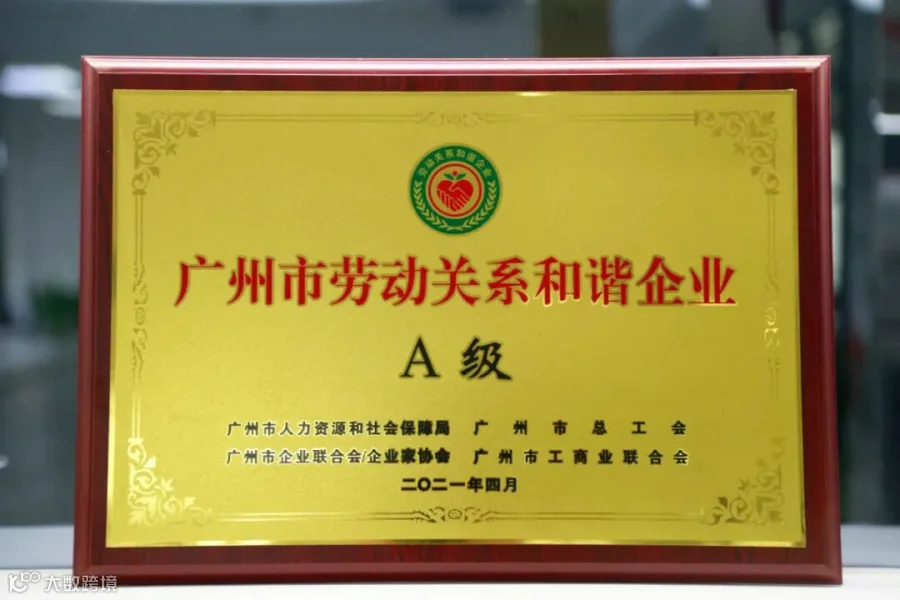 劳动关系和谐企业
广州市劳动关系和谐企业
A 级
广州市人力资源和社会保障局 广州市总工会
广州市企业联合会/企业家协会 广州市工商业联合会
二〇二一年四月
大数跨境